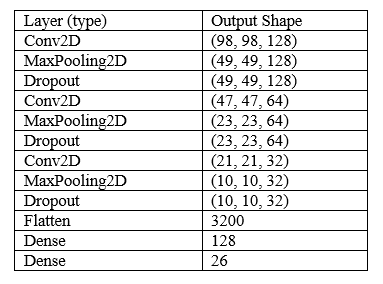 Layer (type) Output Shape
Conv2D (98, 98, 128)
MaxPooling2D (49, 49, 128)
Dropout (49, 49, 128)
Conv2D (47, 47, 64)
MaxPooling2D (23, 23, 64)
Dropout (23, 23, 64)
Conv2D (21, 21, 32)
MaxPooling2D (10, 10, 32)
Dropout (10, 10, 32)
Flatten 3200
Dense 128
Dense 26